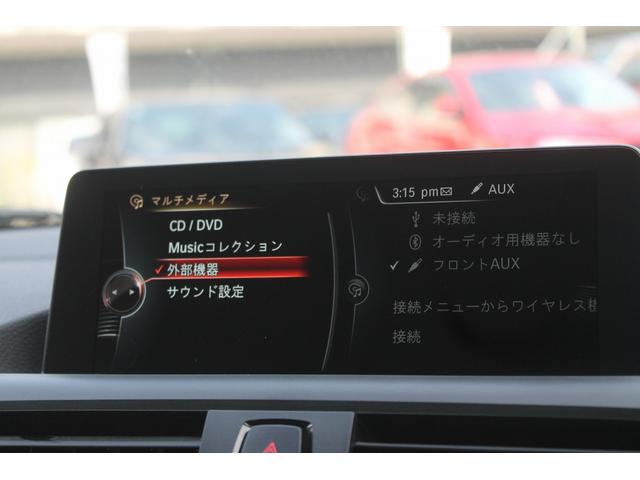 マルチメディア
CD / DVD
Musicコレクション
外部機器
サウンド設定
3:15 pm AUX
未接続
オーディオ用機器なし
フロントAUX
接続メニューからワイヤレス機
接続